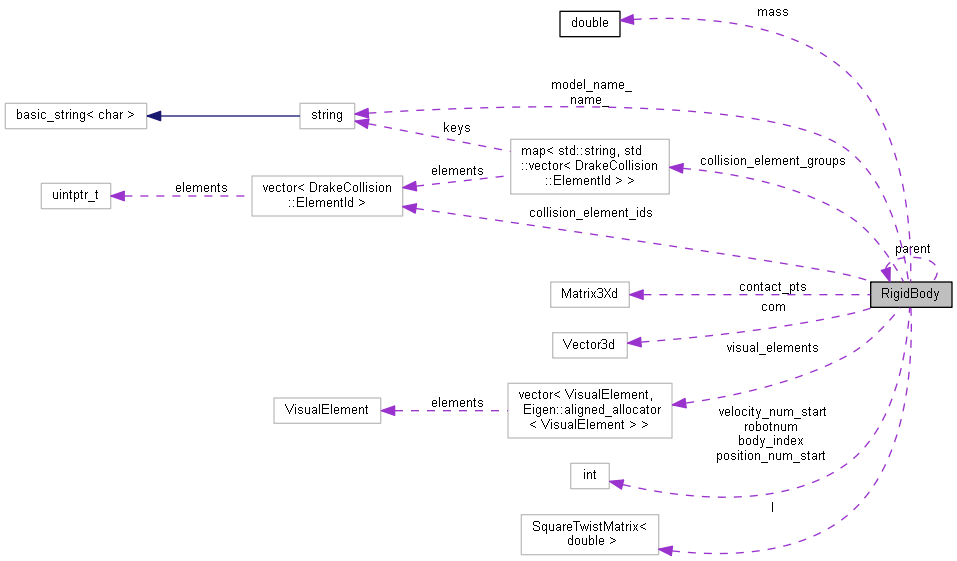 mass
double
model_name_
name_
basic_string< char >
string
keys
map< std::string, std
::vector< DrakeCollision
::ElementId > >
collision_element_groups
elements
vector< DrakeCollision
::ElementId >
elements
uintptr_t
collision_element_ids
parent
RigidBody
contact_pts
Matrix3Xd
com
Vector3d
visual_elements
vector< VisualElement,
Eigen::aligned_allocator
< VisualElement > >
elements
VisualElement
velocity_num_start
robotnum
body_index
position_num_start
int
I
SquareTwistMatrix<
double >